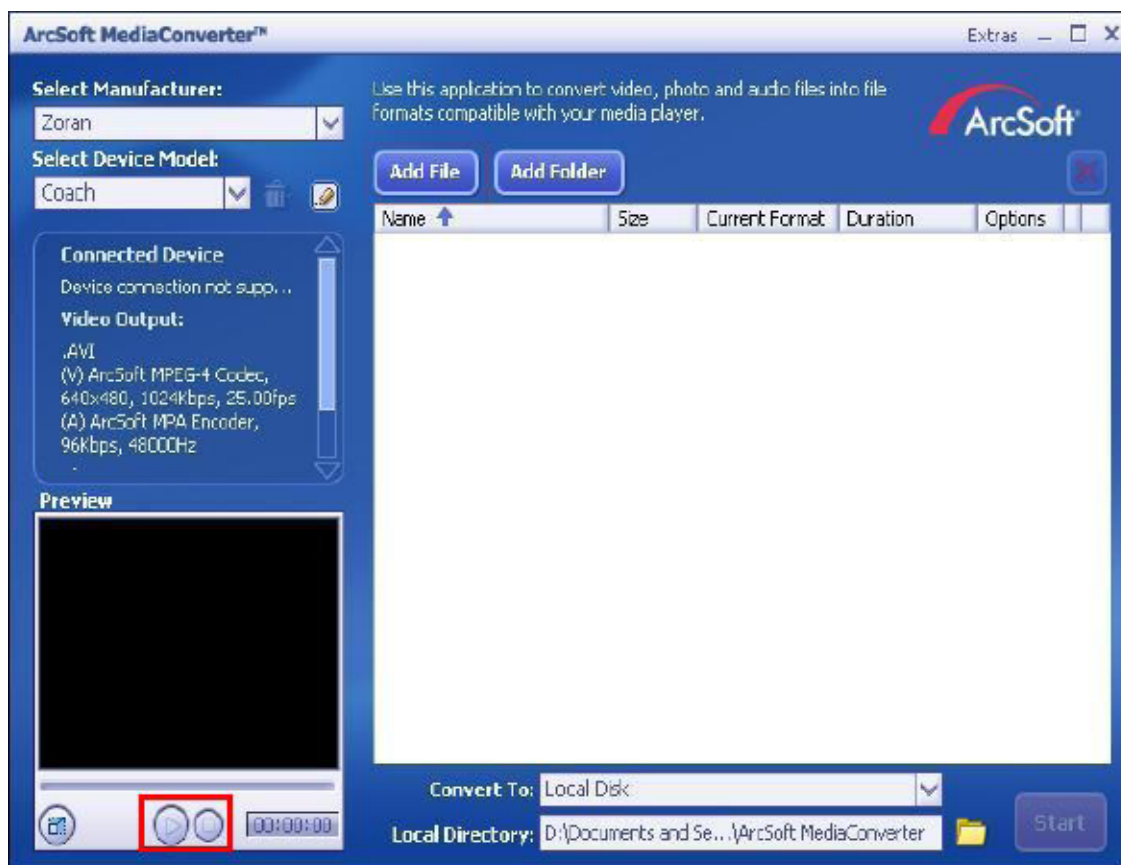 ArcSoft MediaConverter™
Extras
Select Manufacturer:
Zoran
Select Device Model:
Coach
Connected Device
Device connection not supp...
Video Output:
.AVI
(V) ArcSoft MPEG-4 Codec,
640x480, 1024Kbps, 25.00fps
(A) ArcSoft MPA Encoder,
96Kbps, 48000Hz
Preview
00:00:00
Use this application to convert video, photo and audio files into file
formats compatible with your media player.
ArcSoft
Add File Add Folder
Name Size Current Format Duration Options
Convert To: Local Disk
Local Directory: D:\Documents and Se...\ArcSoft MediaConverter
Start